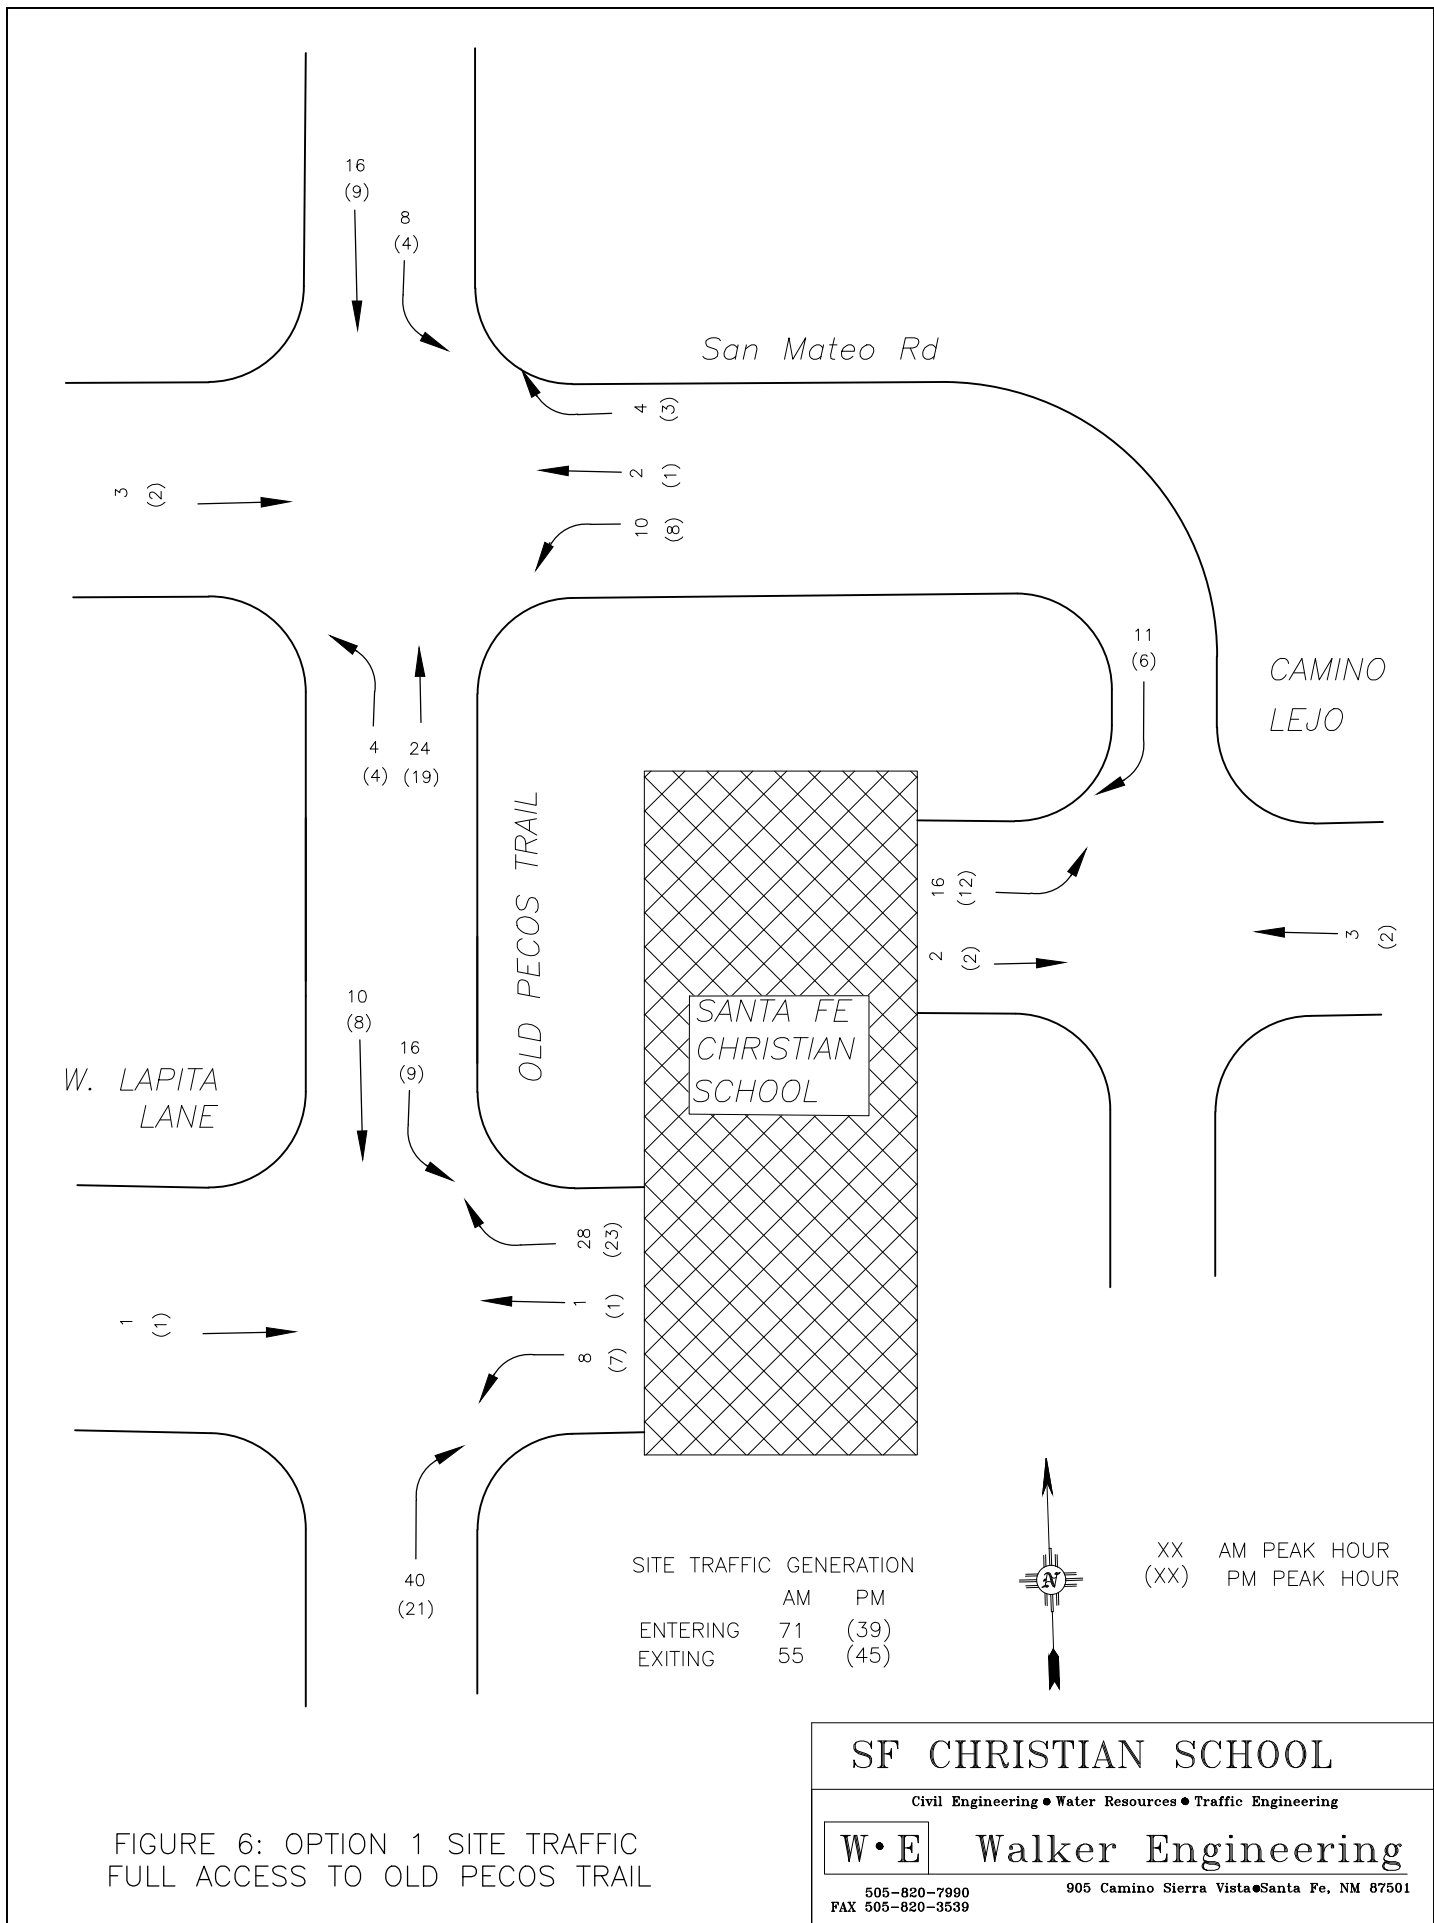 16
(9)
8
(4)
San Mateo Rd
4
(3)
2
(1)
3
(2)
10
(8)
11
(6)
CAMINO
LEJO
4
(4)
24
(19)
OLD PECOS TRAIL
16
(12)
2
(2)
3
(2)
10
(8)
16
(9)
SANTA FE
CHRISTIAN
SCHOOL
W. LAPITA
LANE
28
(23)
1
(1)
1
(1)
8
(7)
40
(21)
SITE TRAFFIC GENERATION
AM PM
ENTERING 71 (39)
EXITING 55 (45)
N
XX AM PEAK HOUR
(XX) PM PEAK HOUR
SF CHRISTIAN SCHOOL
Civil Engineering ● Water Resources ● Traffic Engineering
W·E Walker Engineering
505-820-7990
FAX 505-820-3539
905 Camino Sierra Vista●Santa Fe, NM 87501
FIGURE 6: OPTION 1 SITE TRAFFIC
FULL ACCESS TO OLD PECOS TRAIL